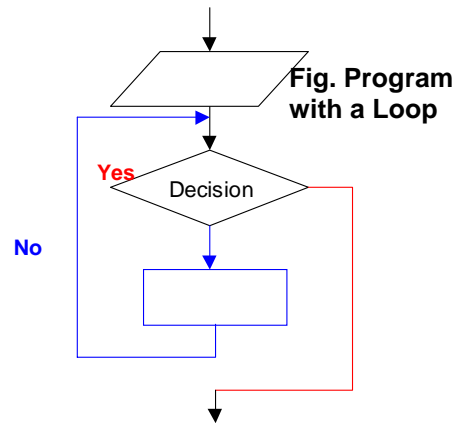 Fig. Program
with a Loop
Yes
Decision
No